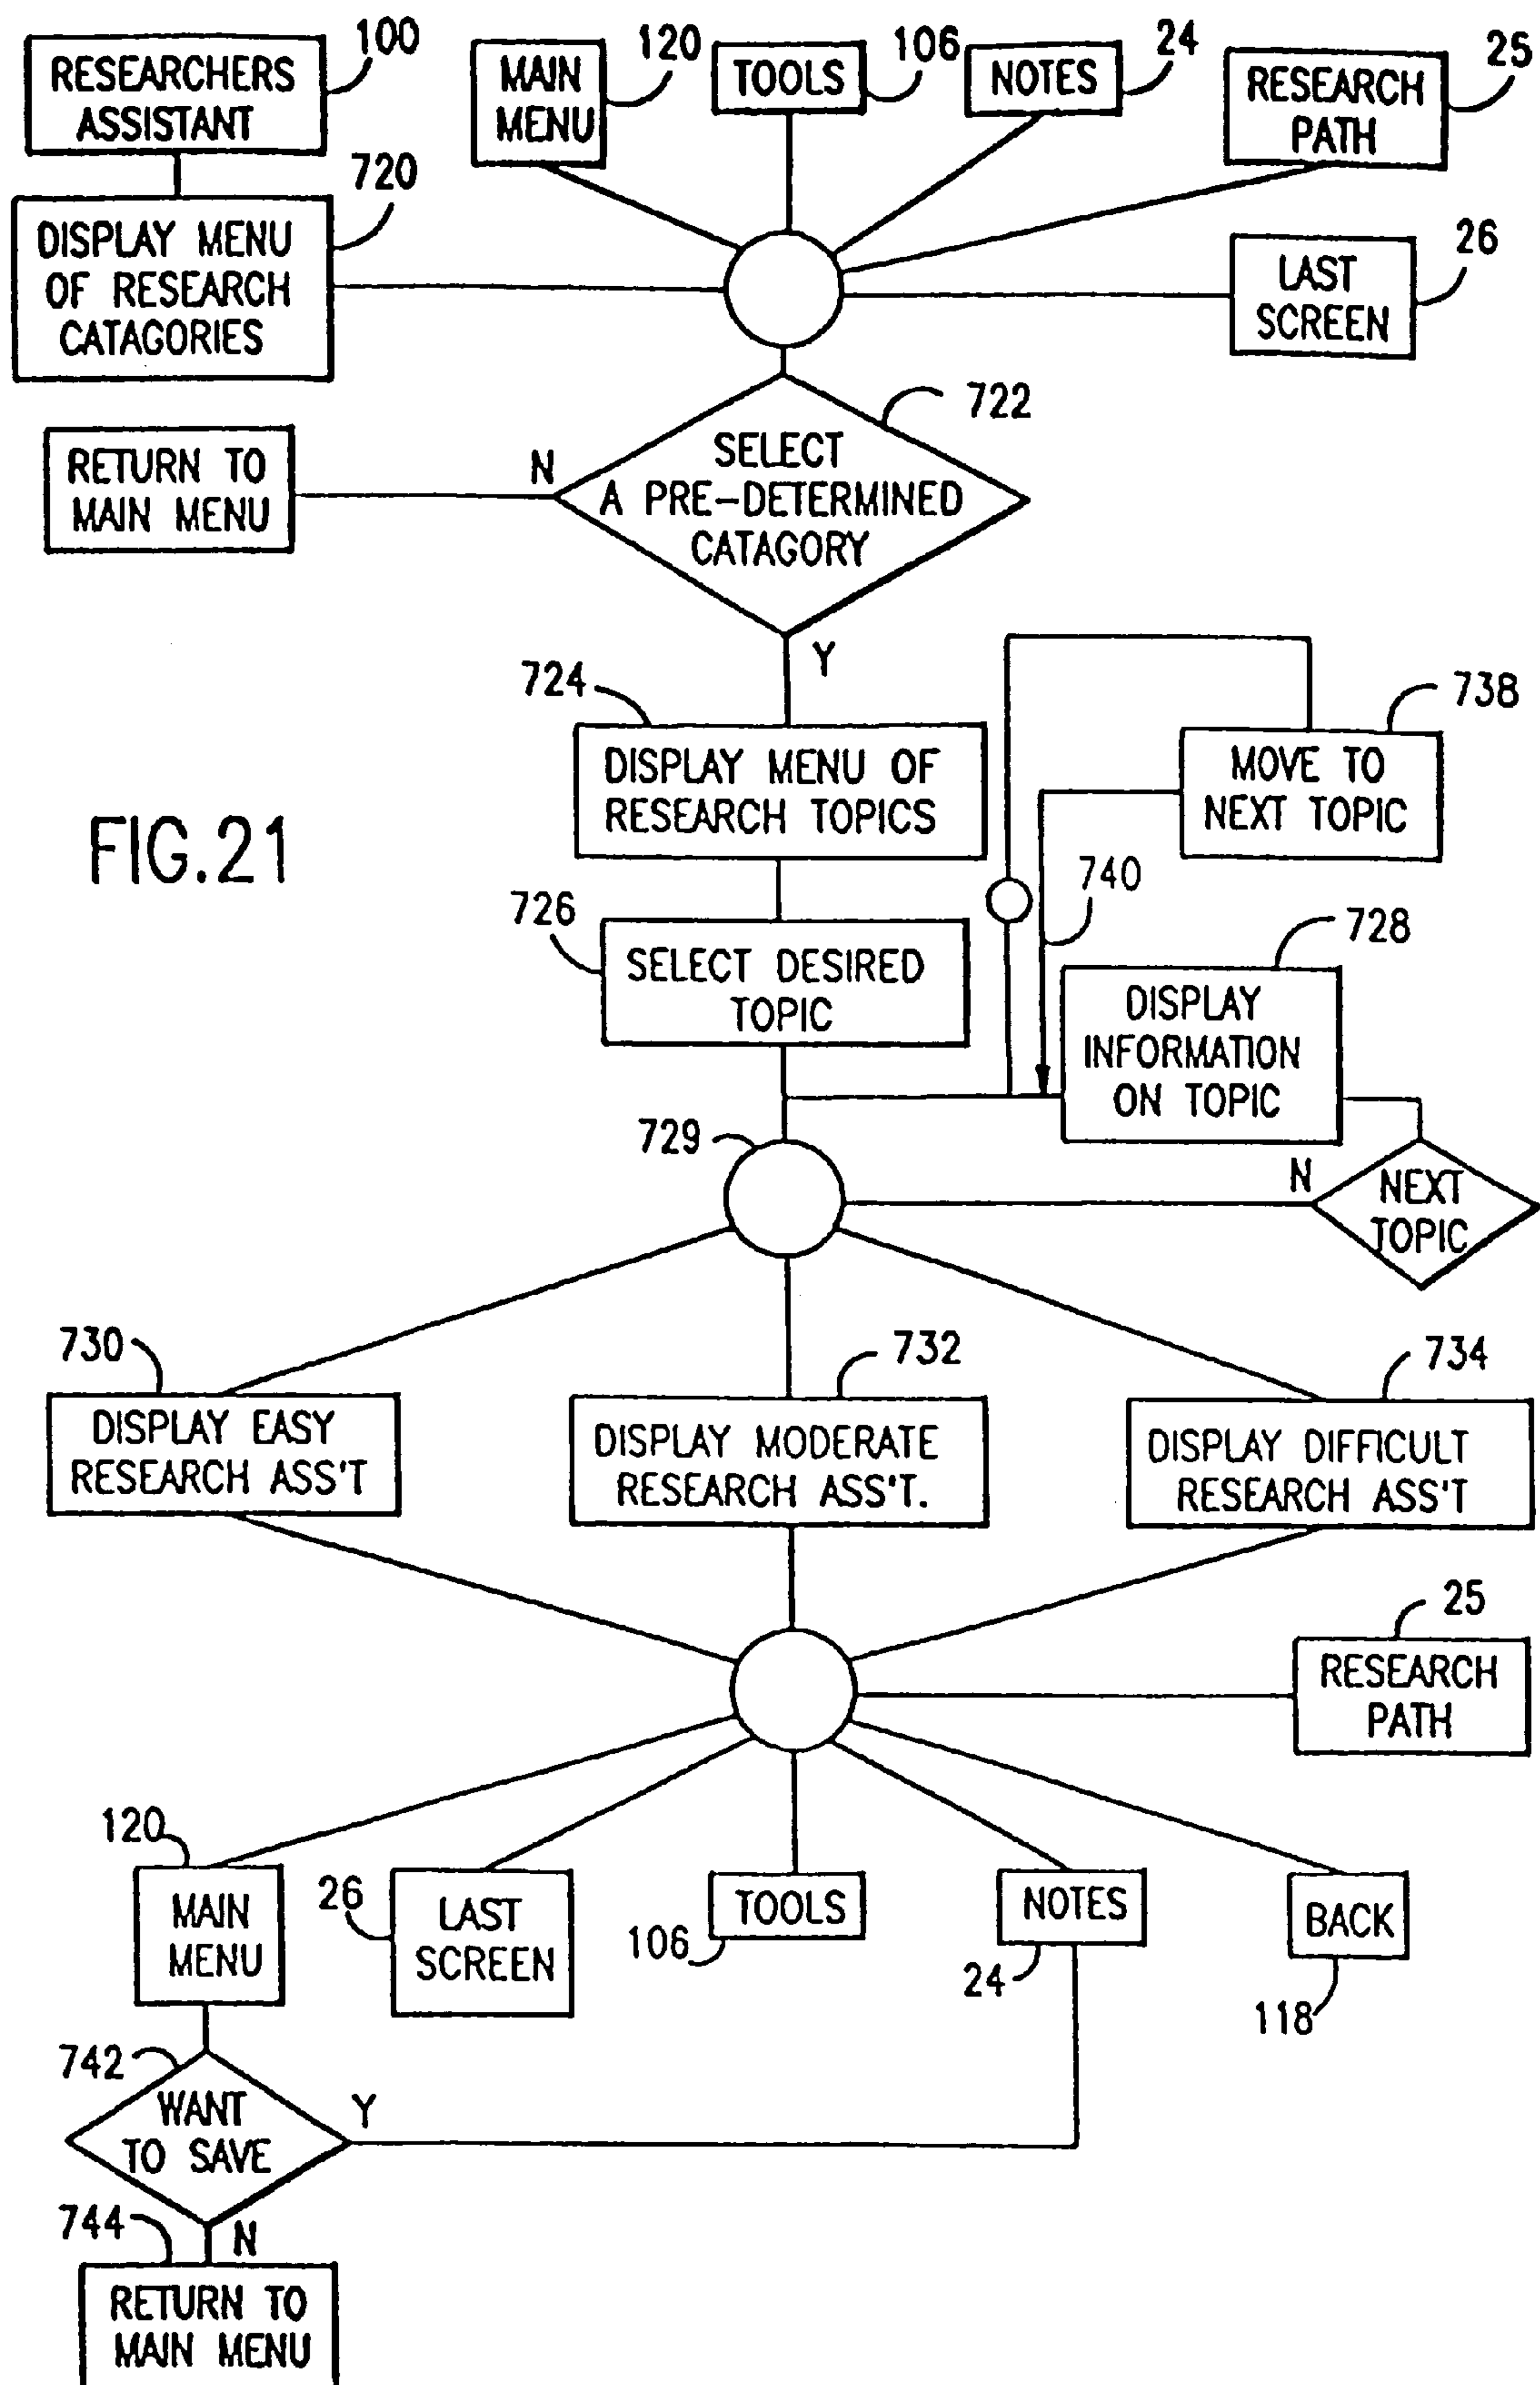 100
RESEARCHERS
ASSISTANT
120
MAIN
MENU
106
TOOLS
24
NOTES
25
RESEARCH
PATH
720
DISPLAY MENU
OF RESEARCH
CATAGORIES
26
LAST
SCREEN
722
SELECT
A PRE-DETERMINED
CATAGORY
N
RETURN TO
MAIN MENU
Y
724
DISPLAY MENU OF
RESEARCH TOPICS
738
MOVE TO
NEXT TOPIC
FIG.21
740
726
SELECT DESIRED
TOPIC
728
DISPLAY
INFORMATION
ON TOPIC
729
N
NEXT
TOPIC
730
DISPLAY EASY
RESEARCH ASS'T
732
DISPLAY MODERATE
RESEARCH ASS'T.
734
DISPLAY DIFFICULT
RESEARCH ASS'T
25
RESEARCH
PATH
120
MAIN
MENU
26
LAST
SCREEN
TOOLS
106
NOTES
24
BACK
118
742
WANT
TO SAVE
Y
744
N
RETURN TO
MAIN MENU